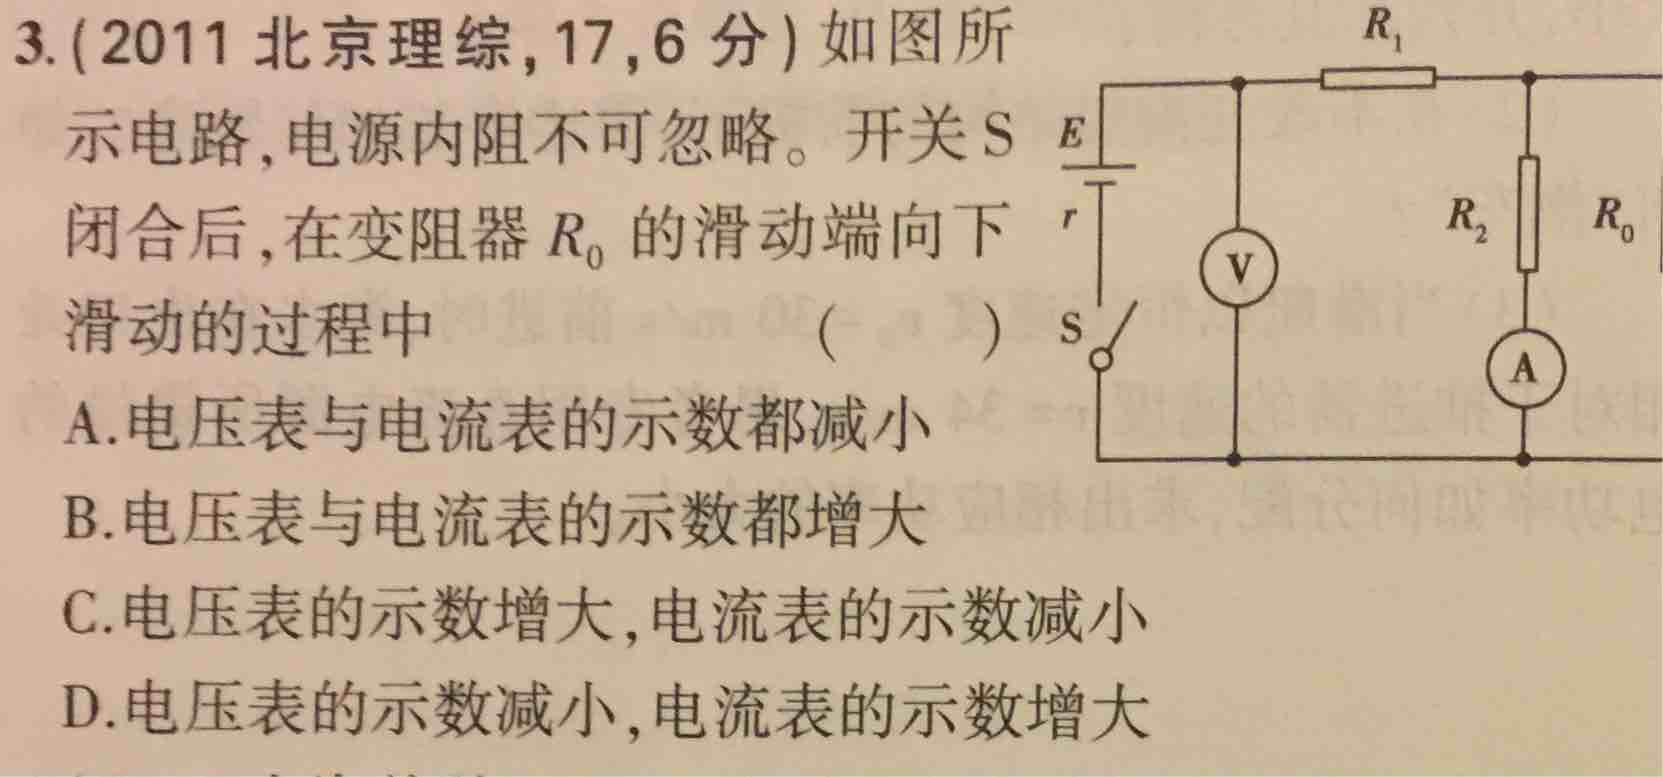 3.(2011 北京理综,17,6 分)如图所
示电路,电源内阻不可忽略。开关 S
闭合后,在变阻器 R₀ 的滑动端向下
滑动的过程中 ( )
A.电压表与电流表的示数都减小
B.电压表与电流表的示数都增大
C.电压表的示数增大,电流表的示数减小
D.电压表的示数减小,电流表的示数增大
R₁
E
r
S
V
R₂
R₀
A